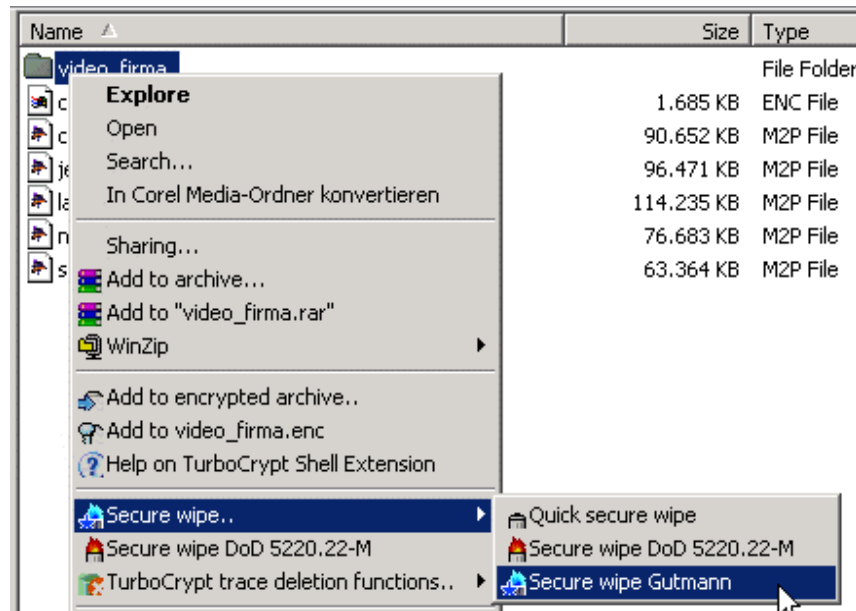 Name Size Type
video_firma File Folder
c 1.685 KB ENC File
c 90.652 KB M2P File
je 96.471 KB M2P File
la 114.235 KB M2P File
n 76.683 KB M2P File
s 63.364 KB M2P File
Explore
Open
Search...
In Corel Media-Ordner konvertieren
Sharing...
Add to archive...
Add to "video_firma.rar"
WinZip
Add to encrypted archive..
Add to video_firma.enc
Help on TurboCrypt Shell Extension
Secure wipe..
Secure wipe DoD 5220.22-M
TurboCrypt trace deletion functions..
Quick secure wipe
Secure wipe DoD 5220.22-M
Secure wipe Gutmann